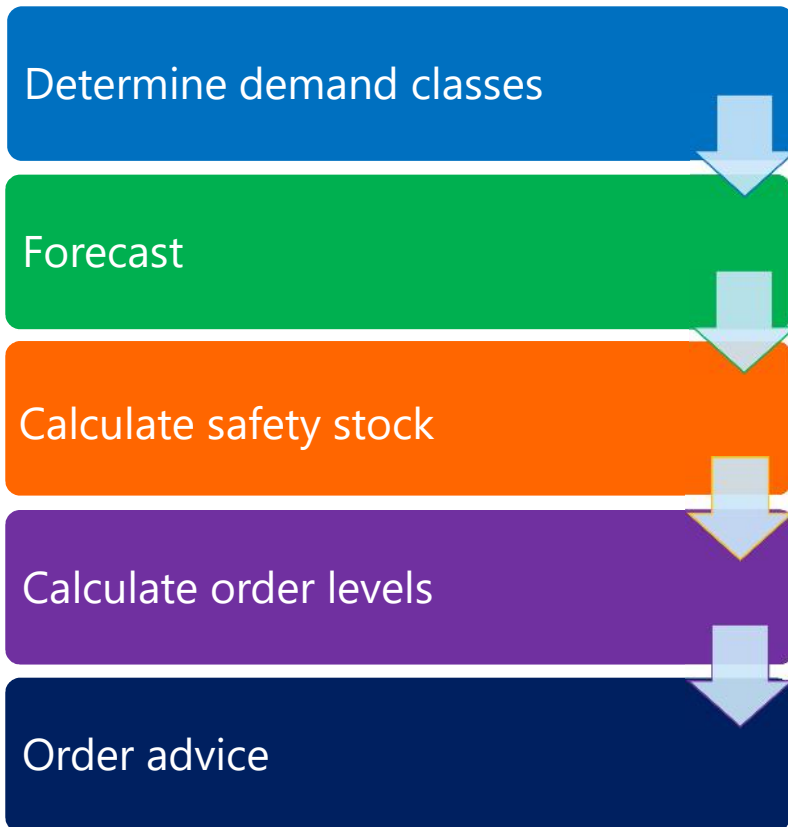 Determine demand classes
Forecast
Calculate safety stock
Calculate order levels
Order advice